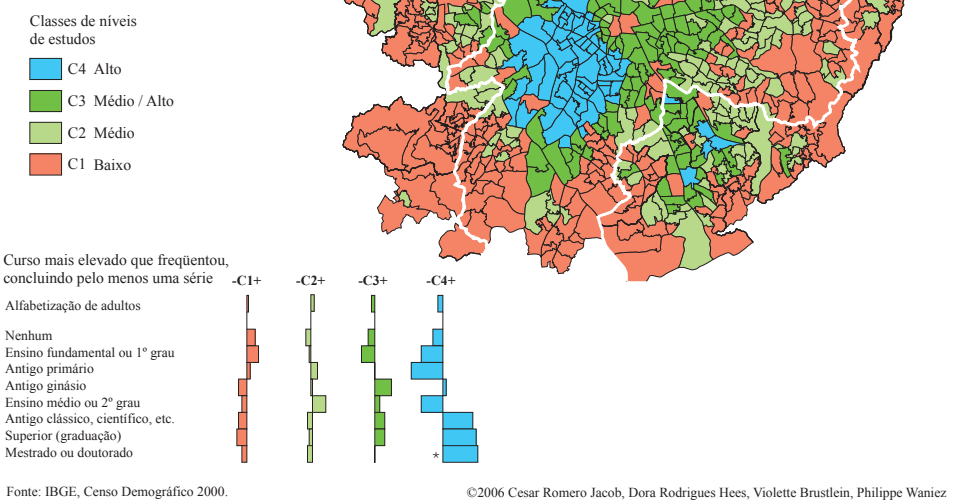 Classes de níveis
de estudos
C4 Alto
C3 Médio / Alto
C2 Médio
C1 Baixo
Curso mais elevado que freqüentou,
concluindo pelo menos uma série
-C1+ -C2+ -C3+ -C4+
Alfabetização de adultos
Nenhum
Ensino fundamental ou 1º grau
Antigo primário
Antigo ginásio
Ensino médio ou 2º grau
Antigo clássico, científico, etc.
Superior (graduação)
Mestrado ou doutorado *
Fonte: IBGE, Censo Demográfico 2000.
©2006 Cesar Romero Jacob, Dora Rodrigues Hees, Violette Brustlein, Philippe Waniez